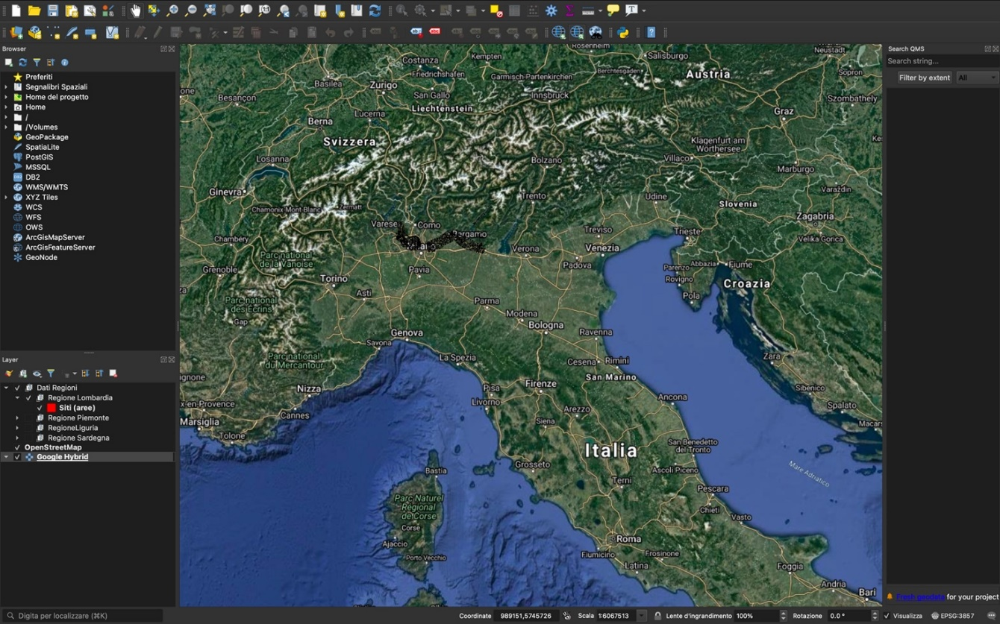 Browser
Preferiti
Segnalibri Spaziali
Home del progetto
Home
/
/Volumes
GeoPackage
SpatiaLite
PostGIS
MSSQL
DB2
WMS/WMTS
XYZ Tiles
WCS
WFS
OWS
ArcGisMapServer
ArcGisFeatureServer
GeoNode
Layer
Dati Regioni
Regione Lombardia
Siti (aree)
Regione Piemonte
RegioneLiguria
Regione Sardegna
OpenStreetMap
Google Hybrid
Rosenheim
Wiener Neustadt
Costanza
Kempten
Salisburgo
Friedrichshafen
Garmisch-Partenkirchen
Berchtesgaden
Austria
Sopron
Basilea
Zurigo
San Gallo
Innsbruck
Besançon
Liechtenstein
Szombathely
Lucerna
Berna
Graz
Svizzera
Klagenfurt am
Wörthersee
Losanna
Bolzano
Villaco
Marburgo
Ginevra
Trento
Udine
Varaždin
Chamonix-Mont-Blanc
Zermatt
Slovenia
Zagabria
Varese
Como
Bergamo
Treviso
Trieste
Chambéry
Milano
Velika Gorica
Verona
Venezia
Parc national
de la Vanoise
Padova
Parenzo
Abbazia
Fiume
Grenoble
Pavia
Torino
Rovigno
Croazia
Asti
Pola
Parc national
des Ecrins
Parma
Modena
Gap
Bologna
Genova
Ravenna
Savona
Parc national
du Mercantour
La Spezia
Cesena
Rimini
Zara
San Marino
Nizza
Pisa
Firenze
Sibenico
Livorno
Ancona
Aix-en-Provence
Cannes
Arezzo
Spalato
Marsiglia
Siena
Tolone
San Benedetto
del Tronto
Italia
Grosseto
Ascoli Piceno
Mare Adriatico
Bastia
Terni
Pescara
Parc Naturel
Régional
de Corse
Chieti
Vasto
Corse
Roma
Ajaccio
Porto Vecchio
Fiumicino
Frosinone
Latina
Foggia
Andria
Bari
Search QMS
Search string...
Filter by extent
All
Fresh geodata for your project
Digita per localizzare (⌘K)
Coordinate 989151,5745726
Scala 1:6067513
Lente d'ingrandimento 100%
Rotazione 0.0 °
Visualizza
EPSG:3857